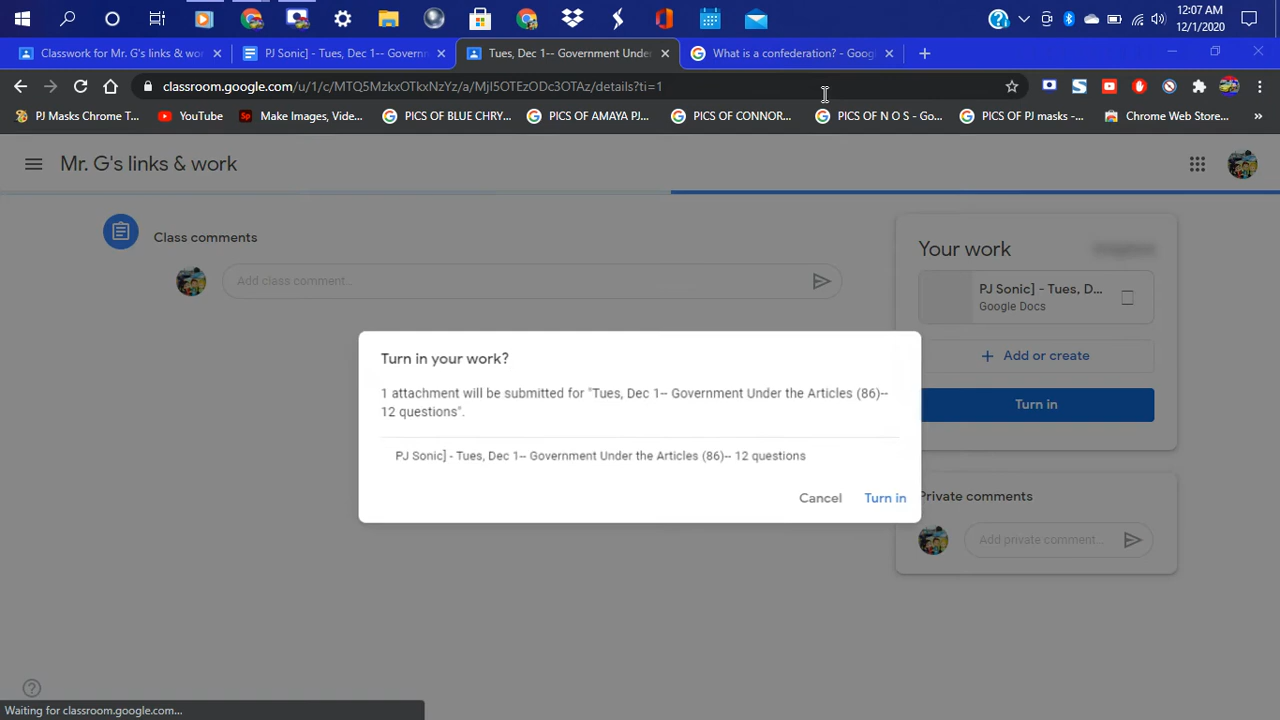 12:07 AM
12/1/2020
Classwork for Mr. G's links & wor
PJ Sonic] - Tues, Dec 1-- Governm
Tues, Dec 1-- Government Under
What is a confederation? - Goog
classroom.google.com/u/1/c/MTQ5MzkxOTkxNzYz/a/MjI5OTEzODc3OTAz/details?ti=1
PJ Masks Chrome T...
YouTube
Sp
Make Images, Vid...
PICS OF BLUE CHRY...
PICS OF AMAYA PJ...
PICS OF CONNOR...
PICS OF N O S - Go...
PICS OF PJ masks -...
Chrome Web Store...
»
Mr. G's links & work
Class comments
Add class comment...
Your work
PJ Sonic] - Tues, D...
Google Docs
+ Add or create
Turn in
Turn in your work?
1 attachment will be submitted for "Tues, Dec 1-- Government Under the Articles (86)--
12 questions".
PJ Sonic] - Tues, Dec 1-- Government Under the Articles (86)-- 12 questions
Cancel
Turn in
Private comments
Add private comment...
Waiting for classroom.google.com...